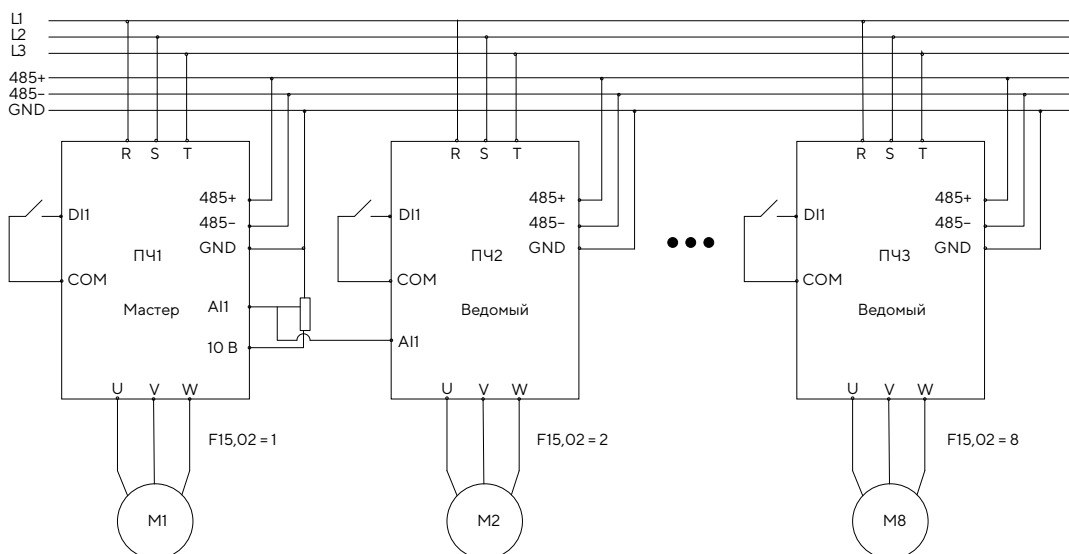 L1
L2
L3
485+
485–
GND
R S T
R S T
R S T
485+
485–
GND
DI1
COM
ПЧ1
Мастер
AI1
10 В
U V W
F15,02 = 1
M1
485+
485–
GND
DI1
COM
ПЧ2
Ведомый
AI1
U V W
F15,02 = 2
M2
485+
485–
GND
DI1
COM
ПЧ3
Ведомый
U V W
F15,02 = 8
M8